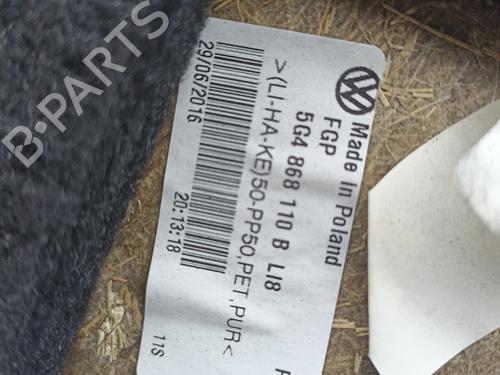 Made in Poland
FGP
5G4 868 110 B LI8
>(LI-HA-KE)50-PP50,PET,PUR<
29/06/2016
20:13:18
11S
B-PARTS